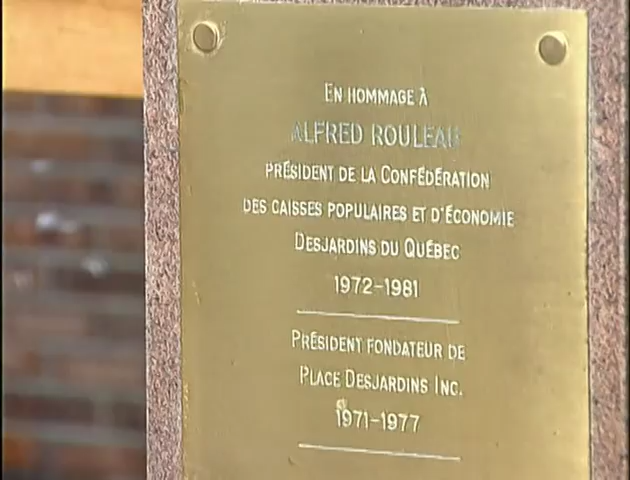 En hommage à
ALFRED ROULEAU
Président de la Confédération
des caisses populaires et d'économie
Desjardins du Québec
1972-1981
Président fondateur de
Place Desjardins Inc.
1971-1977